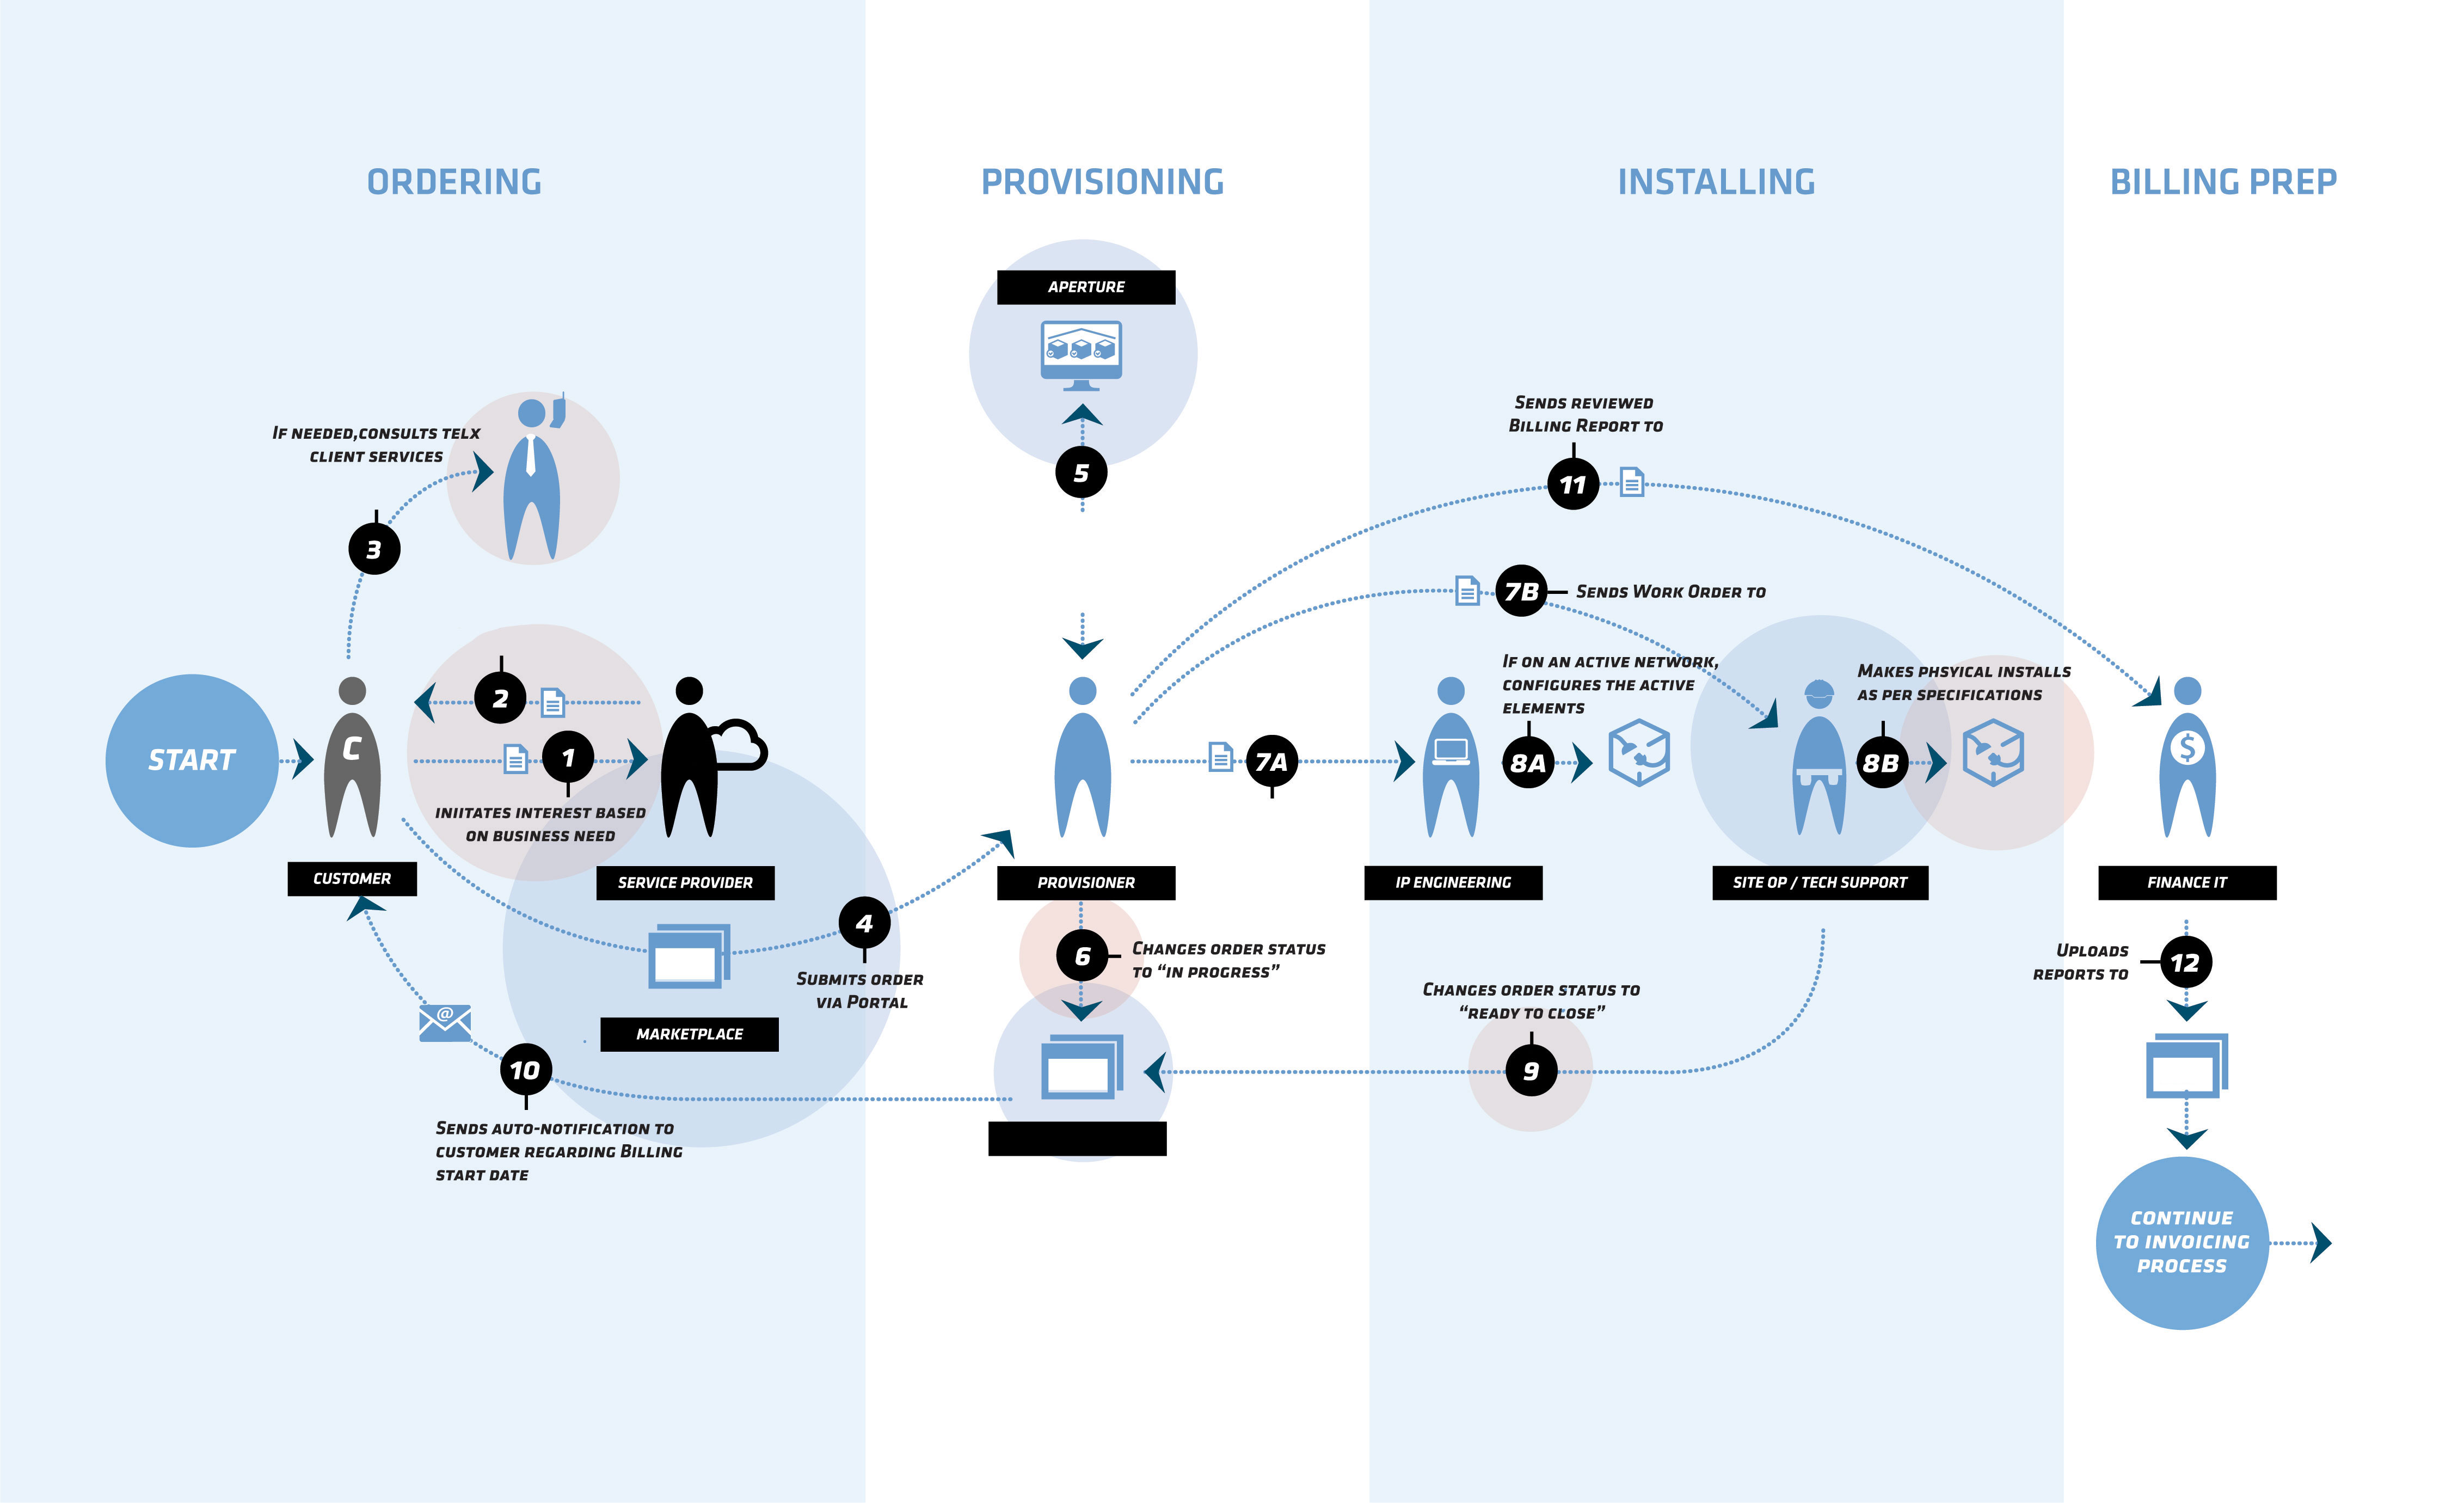 ORDERING
PROVISIONING
INSTALLING
BILLING PREP
APERTURE
5
IF NEEDED,CONSULTS TELX
CLIENT SERVICES
3
START
C
CUSTOMER
2
1
INIITATES INTEREST BASED
ON BUSINESS NEED
SERVICE PROVIDER
MARKETPLACE
4
SUBMITS ORDER
VIA PORTAL
@
10
SENDS AUTO-NOTIFICATION TO
CUSTOMER REGARDING BILLING
START DATE
PROVISIONER
6
CHANGES ORDER STATUS
TO “IN PROGRESS”
SENDS REVIEWED
BILLING REPORT TO
11
7B
SENDS WORK ORDER TO
7A
IP ENGINEERING
IF ON AN ACTIVE NETWORK,
CONFIGURES THE ACTIVE
ELEMENTS
8A
SITE OP / TECH SUPPORT
MAKES PHSYICAL INSTALLS
AS PER SPECIFICATIONS
8B
CHANGES ORDER STATUS TO
“READY TO CLOSE”
9
$
FINANCE IT
UPLOADS
REPORTS TO
12
CONTINUE
TO INVOICING
PROCESS